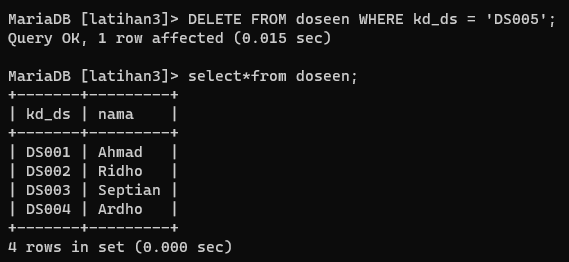 MariaDB [latihan3]> DELETE FROM doseen WHERE kd_ds = 'DS005';
Query OK, 1 row affected (0.015 sec)
MariaDB [latihan3]> select*from doseen;
+-------+---------+
| kd_ds | nama    |
+-------+---------+
| DS001 | Ahmad   |
| DS002 | Ridho   |
| DS003 | Septian |
| DS004 | Ardho   |
+-------+---------+
4 rows in set (0.000 sec)